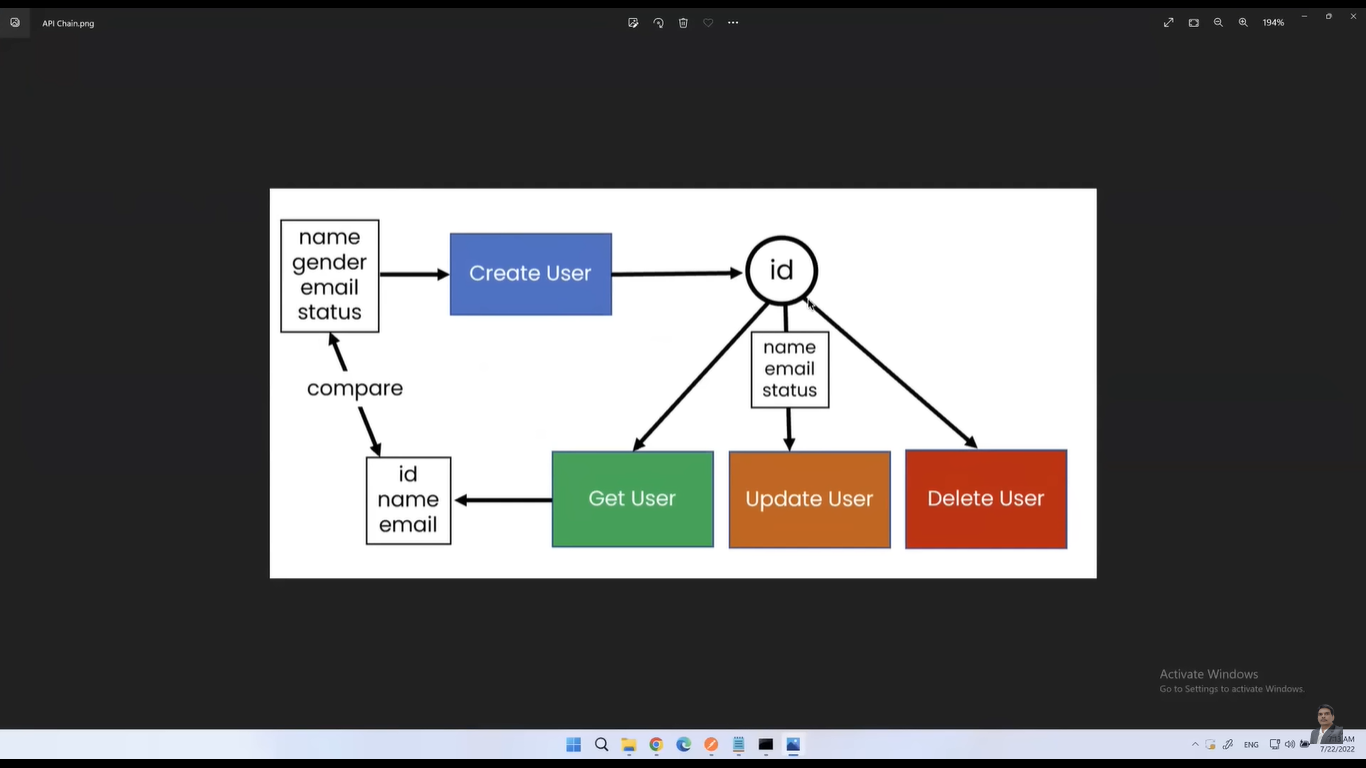 API Chain.png
194%
name
gender
email
status
Create User
id
name
email
status
compare
id
name
email
Get User
Update User
Delete User
Activate Windows
Go to Settings to activate Windows.
ENG
AM
7/22/2022